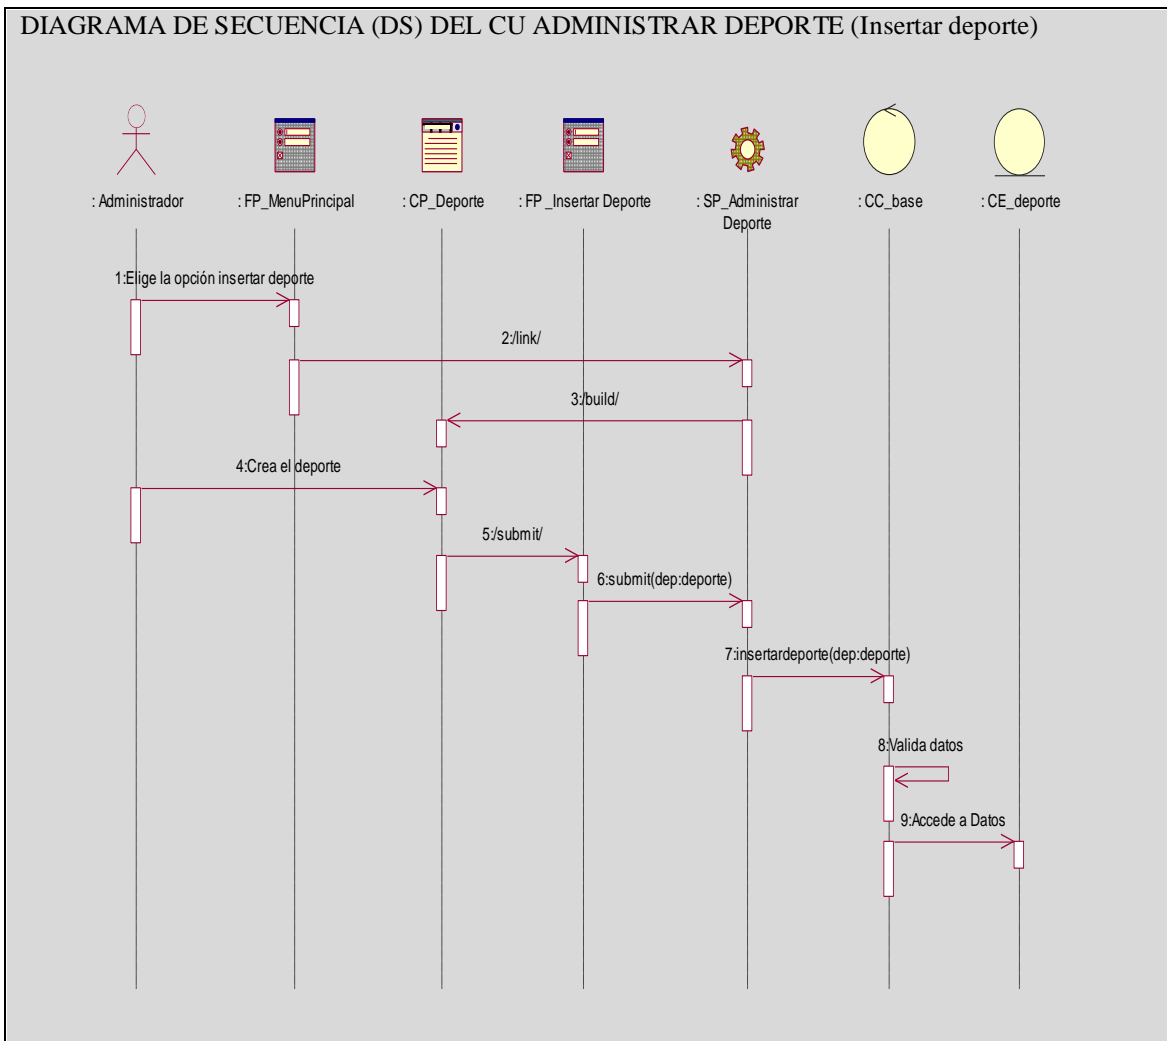 DIAGRAMA DE SECUENCIA (DS) DEL CU ADMINISTRAR DEPORTE (Insertar deporte)
: Administrador
: FP_MenuPrincipal
: CP_Deporte
: FP _Insertar Deporte
: SP_Administrar
Deporte
: CC_base
: CE_deporte
1:Elige la opción insertar deporte
2:/link/
3:/build/
4:Crea el deporte
5:/submit/
6:submit(dep:deporte)
7:insertardeporte(dep:deporte)
8:Valida datos
9:Accede a Datos